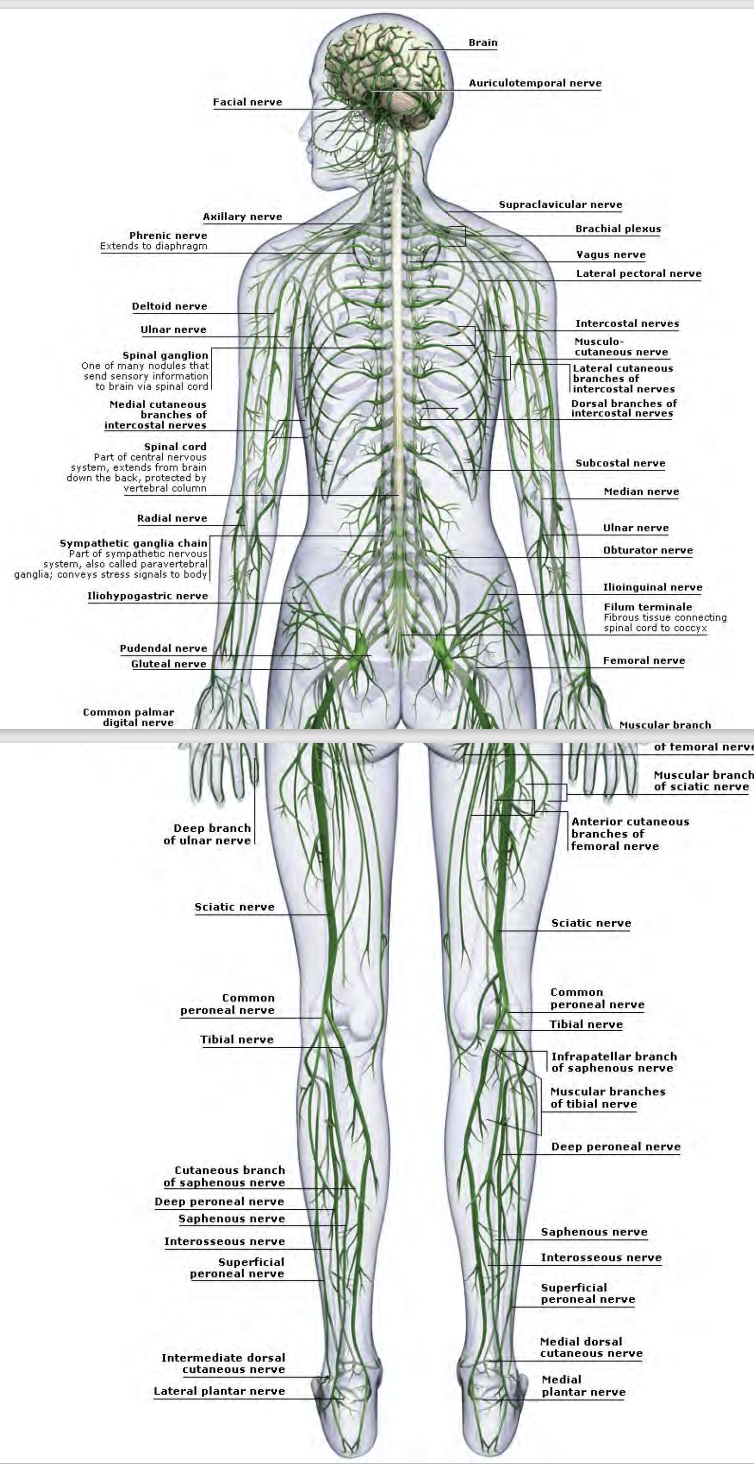 Brain
Auriculotemporal nerve
Facial nerve
Supraclavicular nerve
Axillary nerve
Brachial plexus
Phrenic nerve
Extends to diaphragm
Vagus nerve
Lateral pectoral nerve
Deltoid nerve
Ulnar nerve
Intercostal nerves
Musculo-
cutaneous nerve
Spinal ganglion
One of many nodules that
send sensory information
to brain via spinal cord
Lateral cutaneous
branches of
intercostal nerves
Medial cutaneous
branches of
intercostal nerves
Dorsal branches of
intercostal nerves
Spinal cord
Part of central nervous
system, extends from brain
down the back, protected by
vertebral column
Subcostal nerve
Median nerve
Radial nerve
Ulnar nerve
Sympathetic ganglia chain
Part of sympathetic nervous
system, also called paravertebral
ganglia; conveys stress signals to body
Obturator nerve
Iliohypogastric nerve
Ilioinguinal nerve
Filum terminale
Fibrous tissue connecting
spinal cord to coccyx
Pudendal nerve
Gluteal nerve
Femoral nerve
Common palmar
digital nerve
Muscular branch
of femoral nerve
Muscular branch
of sciatic nerve
Deep branch
of ulnar nerve
Anterior cutaneous
branches of
femoral nerve
Sciatic nerve
Sciatic nerve
Common
peroneal nerve
Common
peroneal nerve
Tibial nerve
Tibial nerve
Infrapatellar branch
of saphenous nerve
Muscular branches
of tibial nerve
Deep peroneal nerve
Cutaneous branch
of saphenous nerve
Deep peroneal nerve
Saphenous nerve
Interosseous nerve
Superficial
peroneal nerve
Saphenous nerve
Interosseous nerve
Superficial
peroneal nerve
Medial dorsal
cutaneous nerve
Intermediate dorsal
cutaneous nerve
Lateral plantar nerve
Medial
plantar nerve